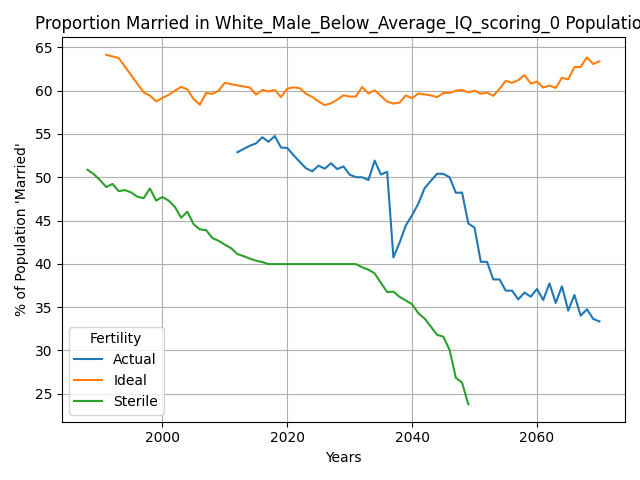 Proportion Married in White_Male_Below_Average_IQ_scoring_0 Populatio
% of Population 'Married'
65
60
55
50
45
40
35
30
25
Fertility
Actual
Ideal
Sterile
2000
2020
2040
2060
Years